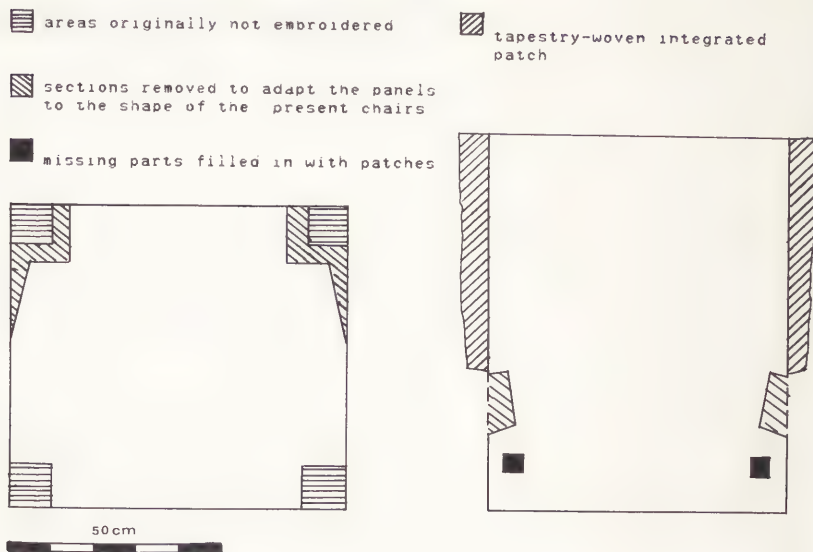 areas originally not embroidered
sections removed to adapt the panels
to the shape of the present chairs
missing parts filled in with patches
tapestry-woven integrated
patch
50cm